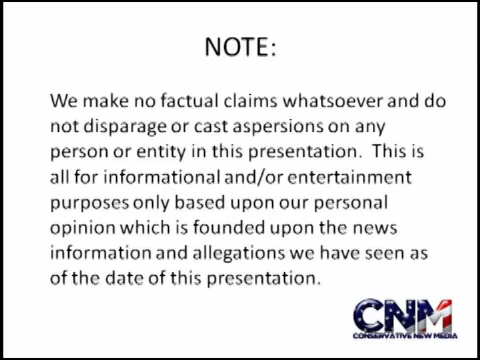 NOTE:
We make no factual claims whatsoever and do
not disparage or cast aspersions on any
person or entity in this presentation.  This is
all for informational and/or entertainment
purposes only based upon our personal
opinion which is founded upon the news
information and allegations we have seen as
of the date of this presentation.
CNM
CONSERVATIVE NEW MEDIA